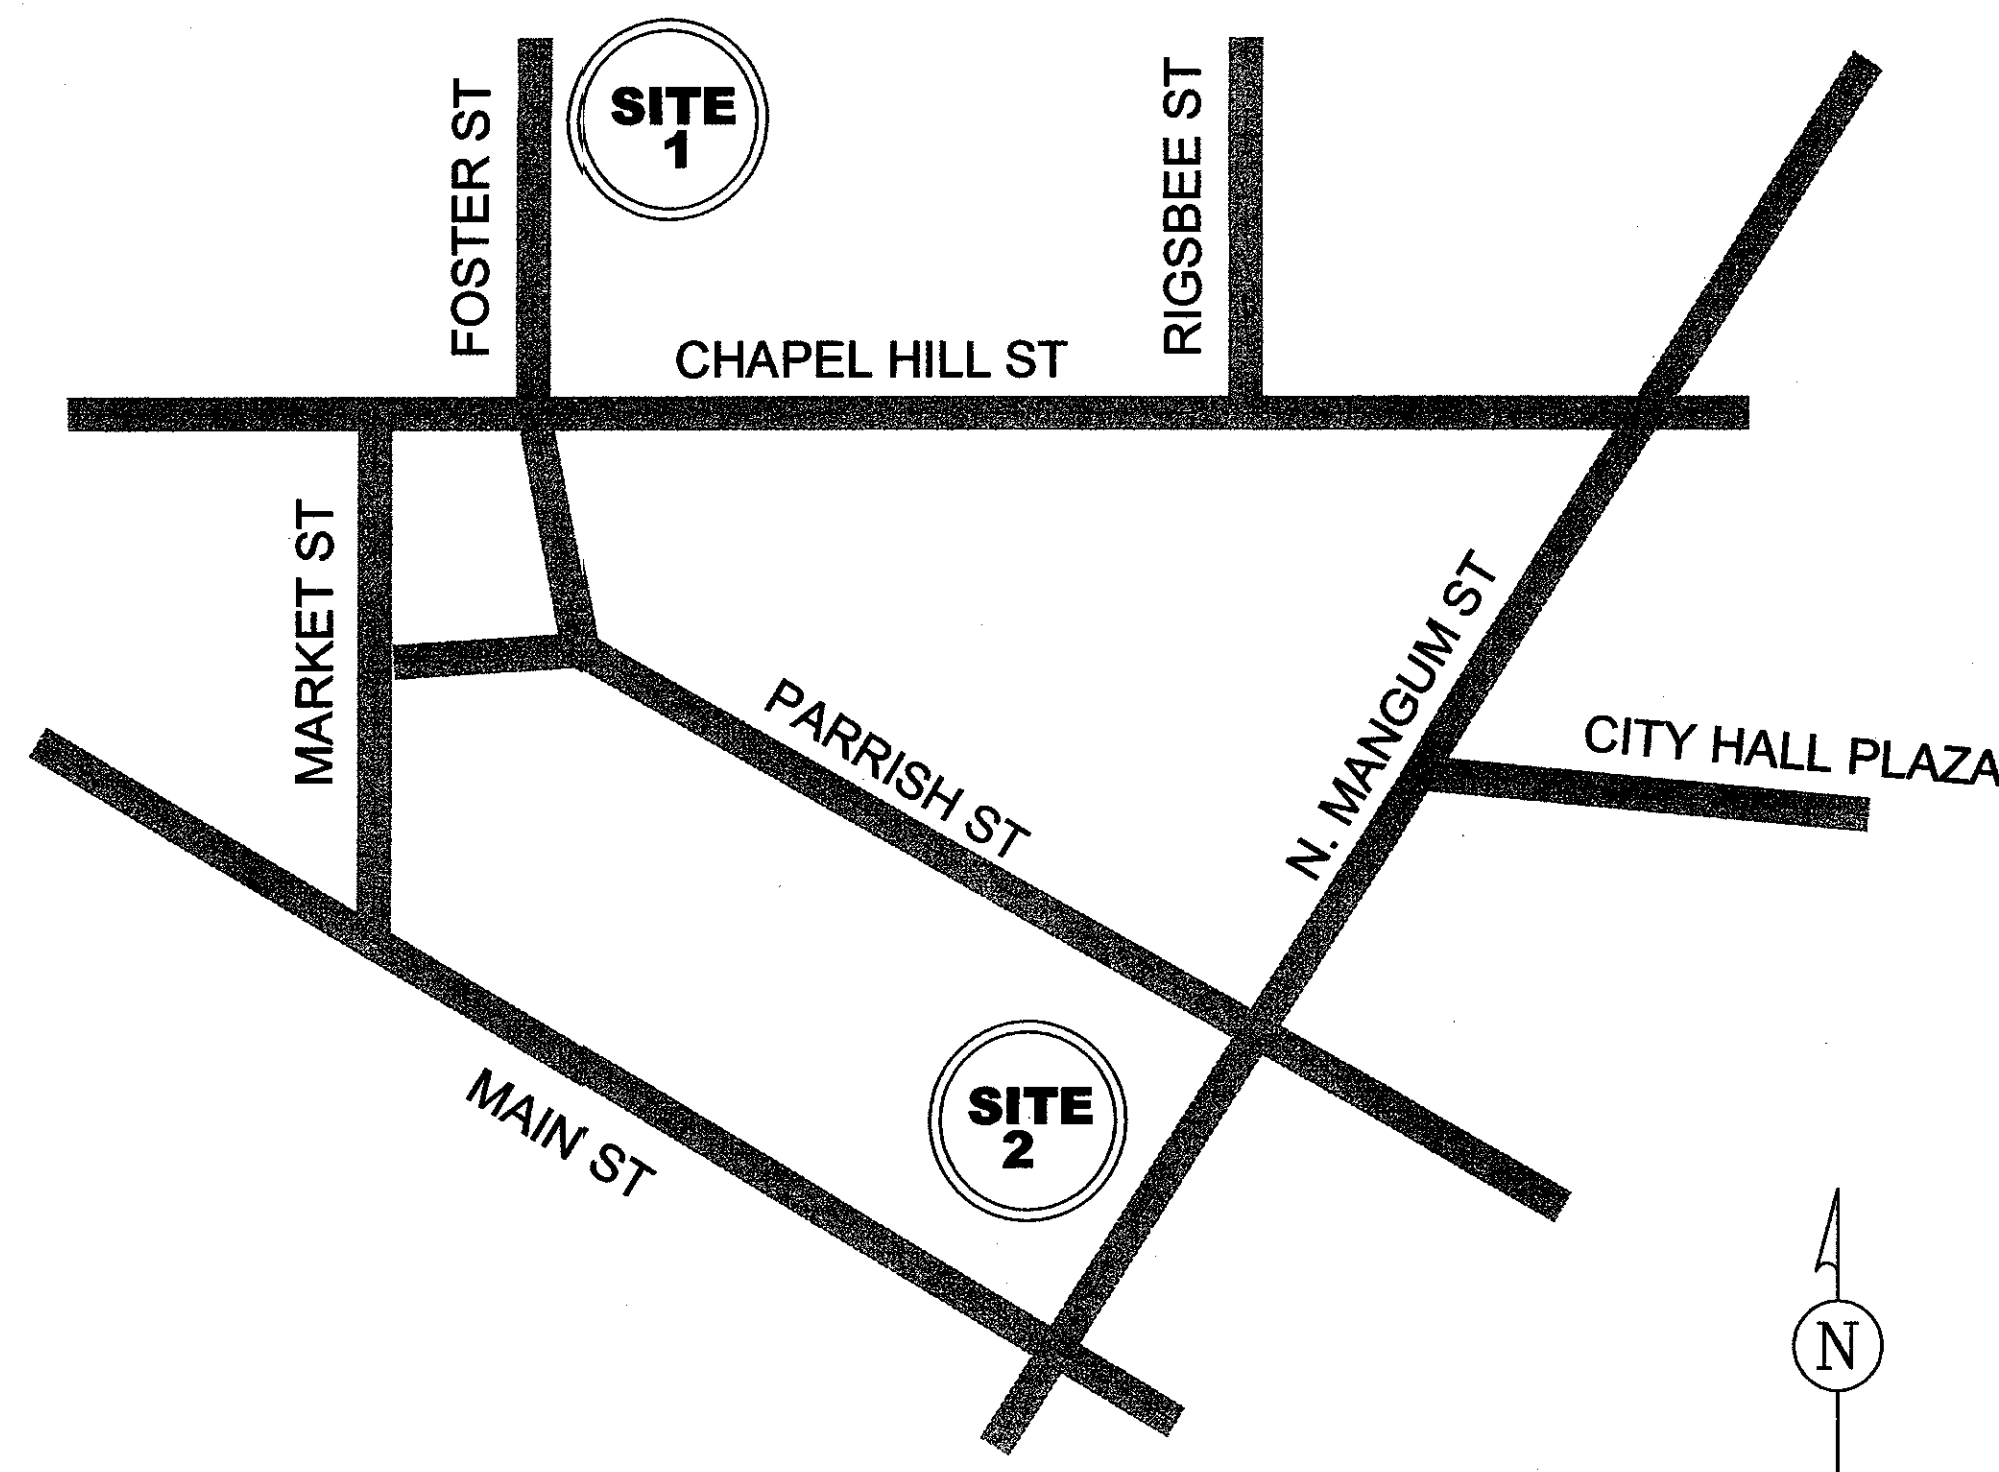 SITE
1
FOSTER ST
RIGSBEE ST
CHAPEL HILL ST
MARKET ST
PARRISH ST
N. MANGUM ST
CITY HALL PLAZA
SITE
2
MAIN ST
N